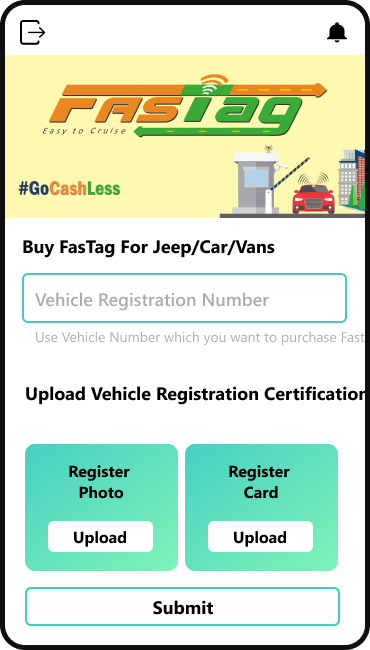 FASTag
Easy to Cruise
#GoCashLess
Buy FasTag For Jeep/Car/Vans
Vehicle Registration Number
Use Vehicle Number which you want to purchase Fast
Upload Vehicle Registration Certification
Register
Photo
Upload
Register
Card
Upload
Submit